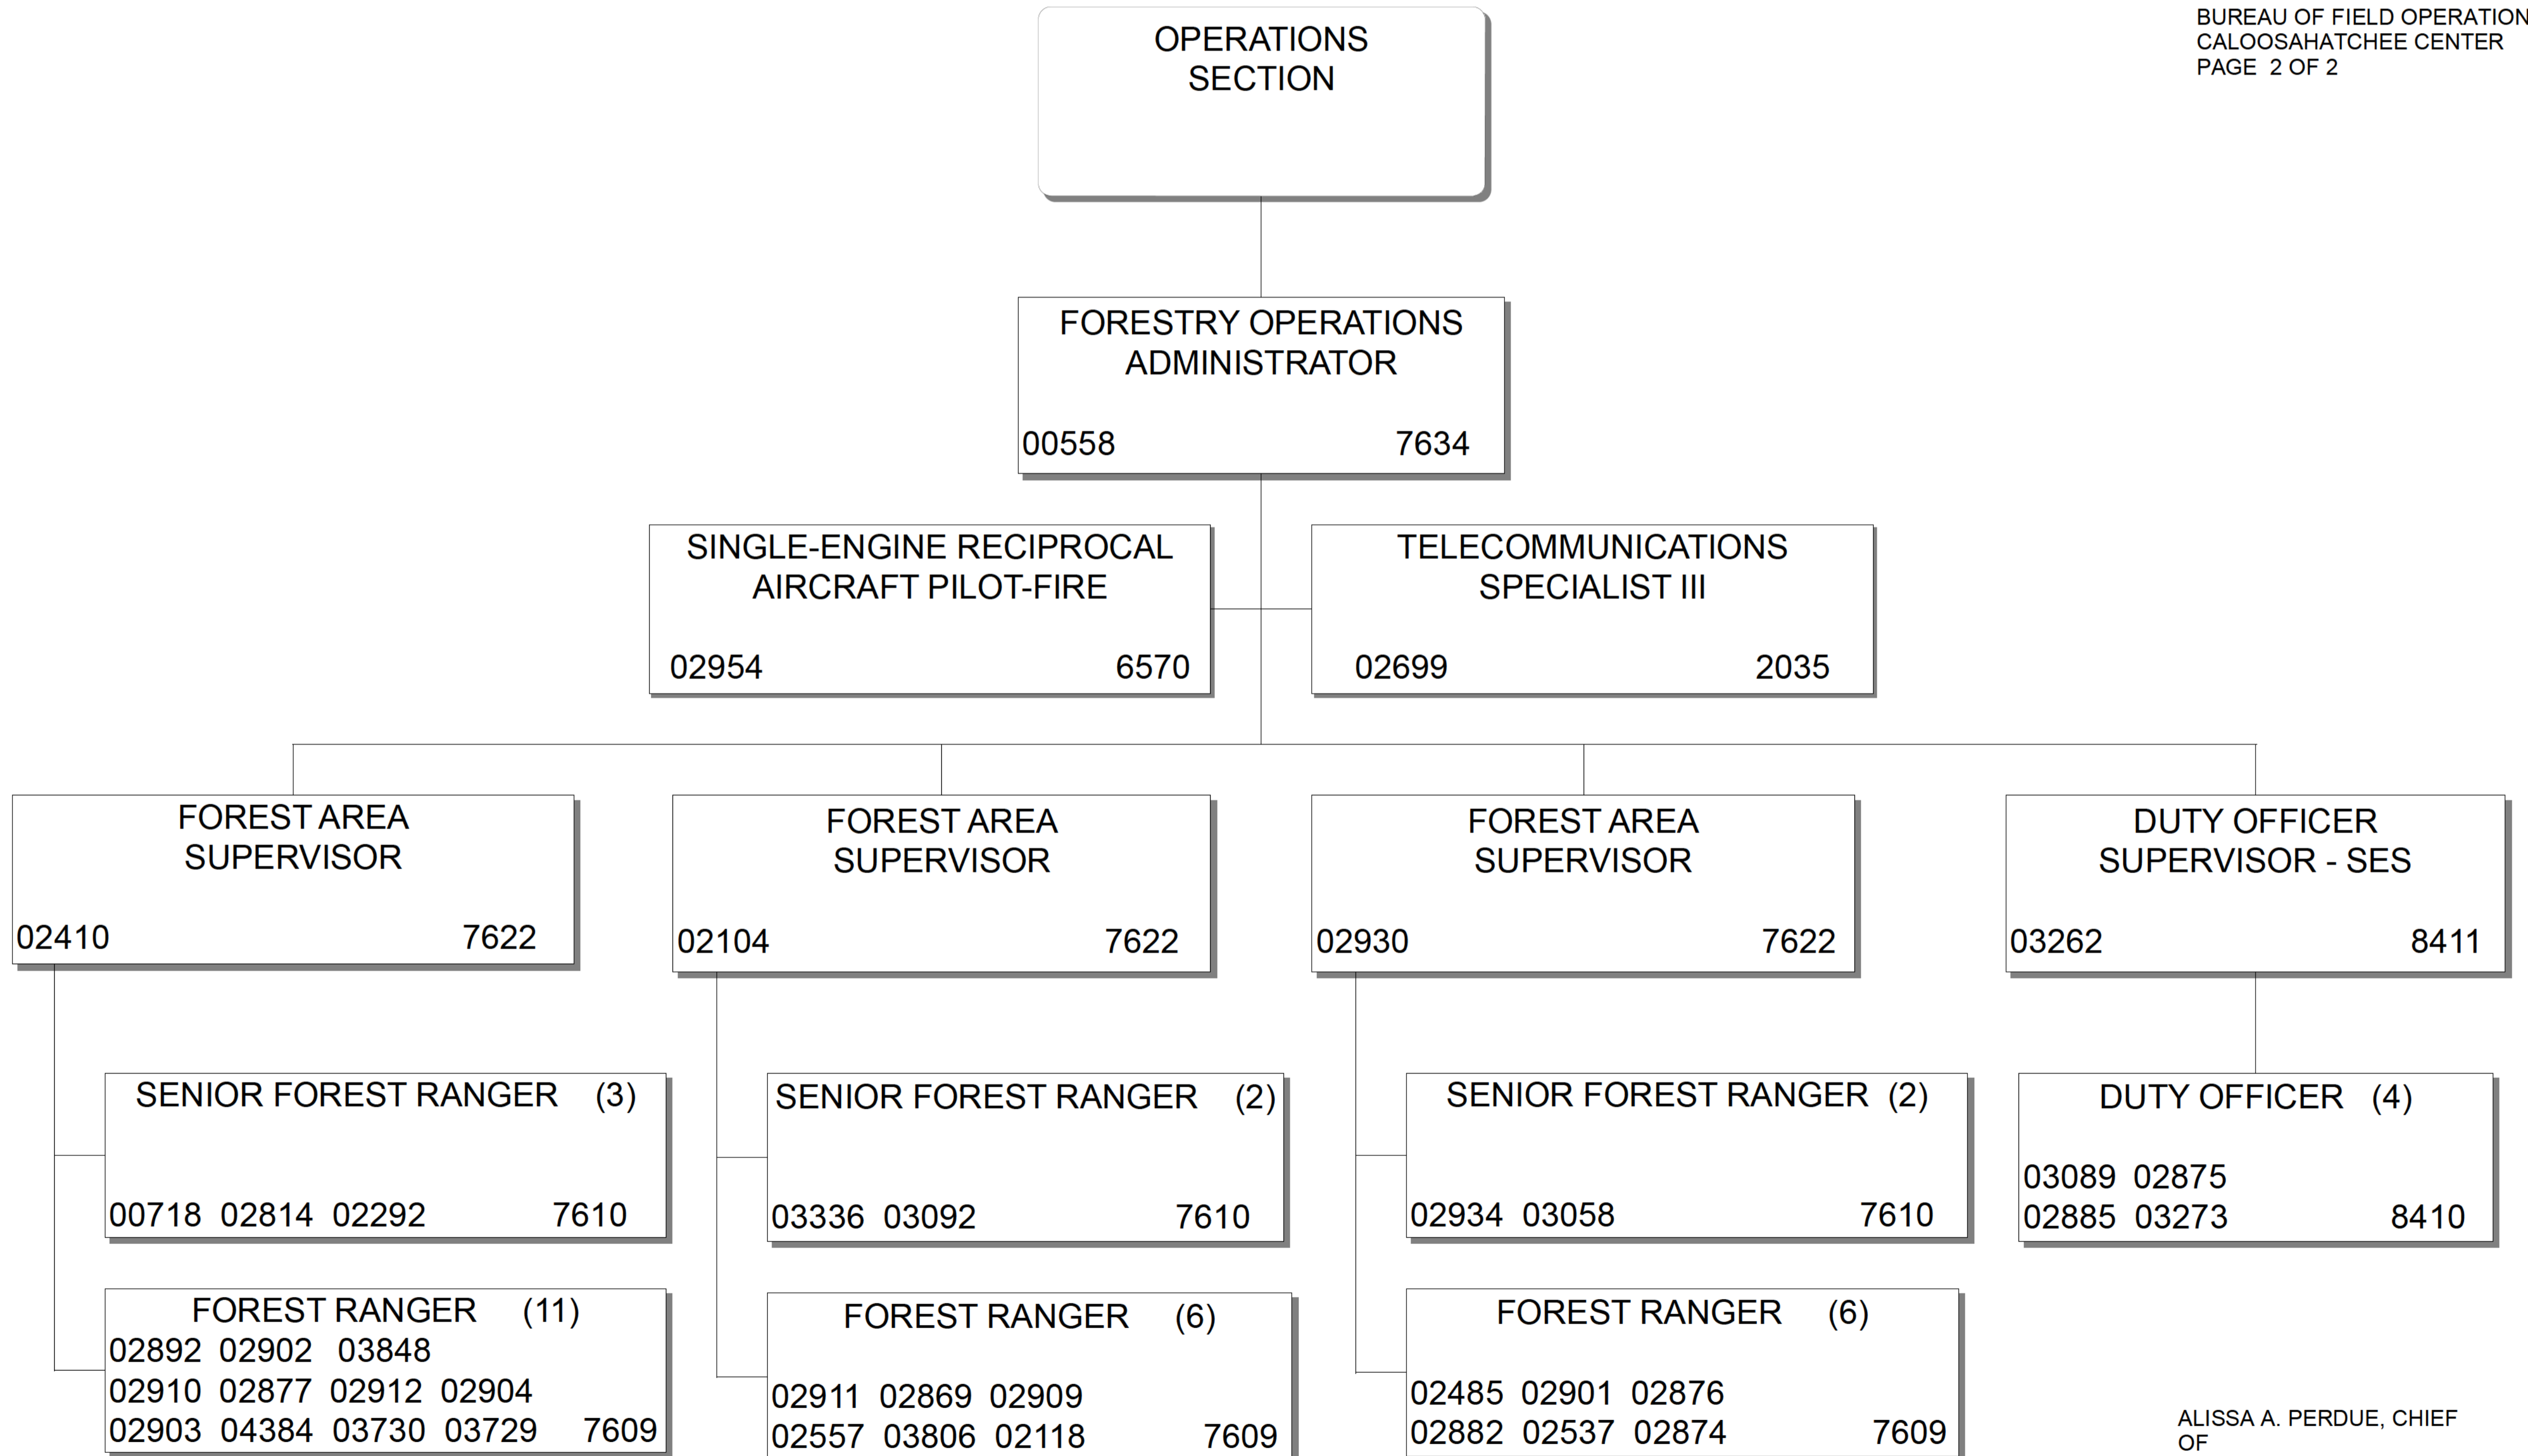 BUREAU OF FIELD OPERATION
CALOOSAHATCHEE CENTER
PAGE 2 OF 2
OPERATIONS
SECTION
FORESTRY OPERATIONS
ADMINISTRATOR
00558 7634
SINGLE-ENGINE RECIPROCAL
AIRCRAFT PILOT-FIRE
02954 6570
TELECOMMUNICATIONS
SPECIALIST III
02699 2035
FOREST AREA
SUPERVISOR
02410 7622
FOREST AREA
SUPERVISOR
02104 7622
FOREST AREA
SUPERVISOR
02930 7622
DUTY OFFICER
SUPERVISOR - SES
03262 8411
SENIOR FOREST RANGER (3)
00718 02814 02292 7610
SENIOR FOREST RANGER (2)
03336 03092 7610
SENIOR FOREST RANGER (2)
02934 03058 7610
DUTY OFFICER (4)
03089 02875
02885 03273 8410
FOREST RANGER (11)
02892 02902 03848
02910 02877 02912 02904
02903 04384 03730 03729 7609
FOREST RANGER (6)
02911 02869 02909
02557 03806 02118 7609
FOREST RANGER (6)
02485 02901 02876
02882 02537 02874 7609
ALISSA A. PERDUE, CHIEF
OF